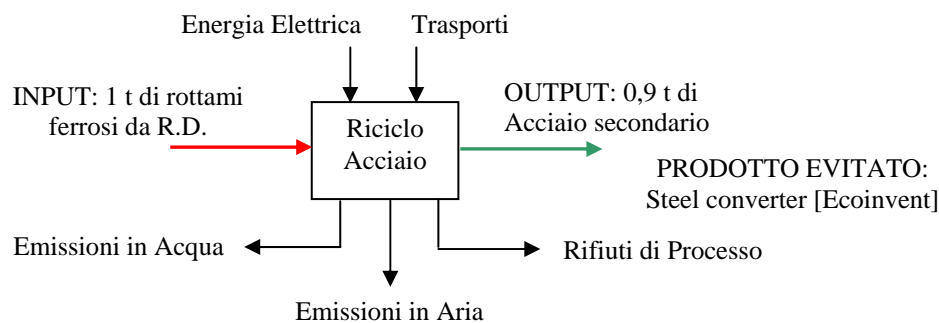 Energia Elettrica
Trasporti
INPUT: 1 t di rottami
ferrosi da R.D.
Riciclo
Acciaio
OUTPUT: 0,9 t di
Acciaio secondario
PRODOTTO EVITATO:
Steel converter [Ecoinvent]
Emissioni in Acqua
Rifiuti di Processo
Emissioni in Aria